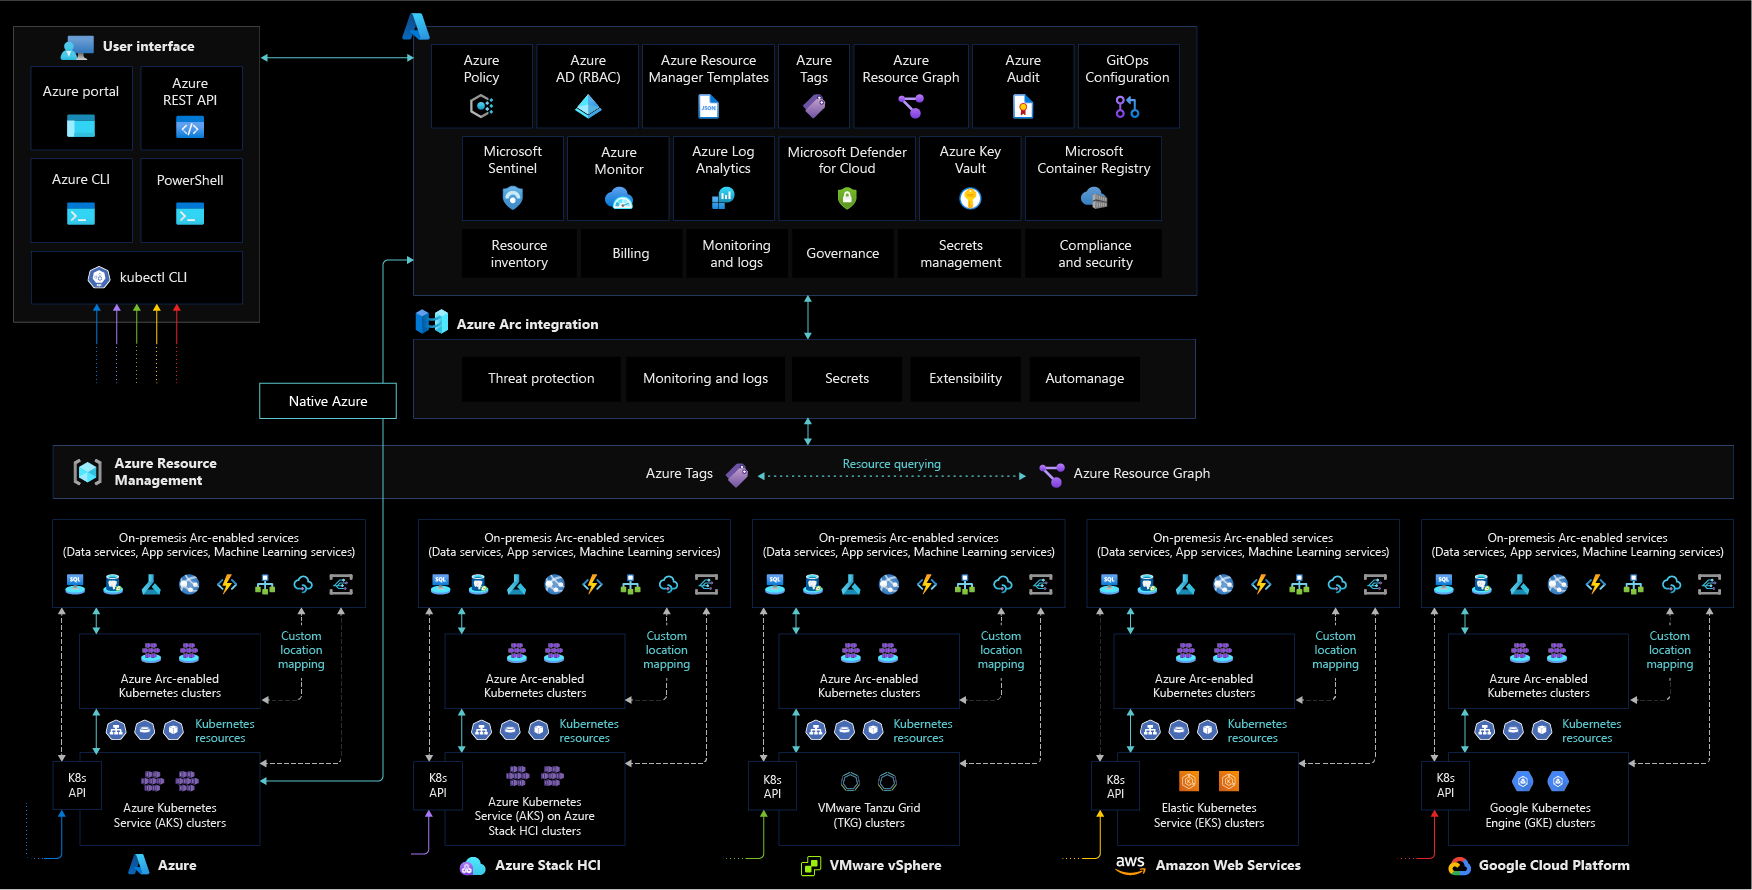 User interface
Azure portal
Azure
REST API
Azure CLI
PowerShell
kubectl CLI
Azure
Policy
Azure
AD (RBAC)
Azure Resource
Manager Templates
JSON
Azure
Tags
Azure
Resource Graph
Azure
Audit
GitOps
Configuration
Microsoft
Sentinel
Azure
Monitor
Azure Log
Analytics
Microsoft Defender
for Cloud
Azure Key
Vault
Microsoft
Container Registry
Resource
inventory
Billing
Monitoring
and logs
Governance
Secrets
management
Compliance
and security
Azure Arc integration
Threat protection
Monitoring and logs
Secrets
Extensibility
Automanage
Native Azure
Azure Resource
Management
Azure Tags
Resource querying
Azure Resource Graph
On-premesis Arc-enabled services
(Data services, App services, Machine Learning services)
SQL
Custom
location
mapping
Azure Arc-enabled
Kubernetes clusters
Kubernetes
resources
K8s
API
Azure Kubernetes
Service (AKS) clusters
Azure
On-premesis Arc-enabled services
(Data services, App services, Machine Learning services)
SQL
Custom
location
mapping
Azure Arc-enabled
Kubernetes clusters
Kubernetes
resources
K8s
API
Azure Kubernetes
Service (AKS) on Azure
Stack HCI clusters
Azure Stack HCI
On-premesis Arc-enabled services
(Data services, App services, Machine Learning services)
SQL
Custom
location
mapping
Azure Arc-enabled
Kubernetes clusters
Kubernetes
resources
K8s
API
VMware Tanzu Grid
(TKG) clusters
VMware vSphere
On-premesis Arc-enabled services
(Data services, App services, Machine Learning services)
SQL
Custom
location
mapping
Azure Arc-enabled
Kubernetes clusters
Kubernetes
resources
K8s
API
Elastic Kubernetes
Service (EKS) clusters
aws
Amazon Web Services
On-premesis Arc-enabled services
(Data services, App services, Machine Learning services)
SQL
Custom
location
mapping
Azure Arc-enabled
Kubernetes clusters
Kubernetes
resources
K8s
API
Google Kubernetes
Engine (GKE) clusters
Google Cloud Platform